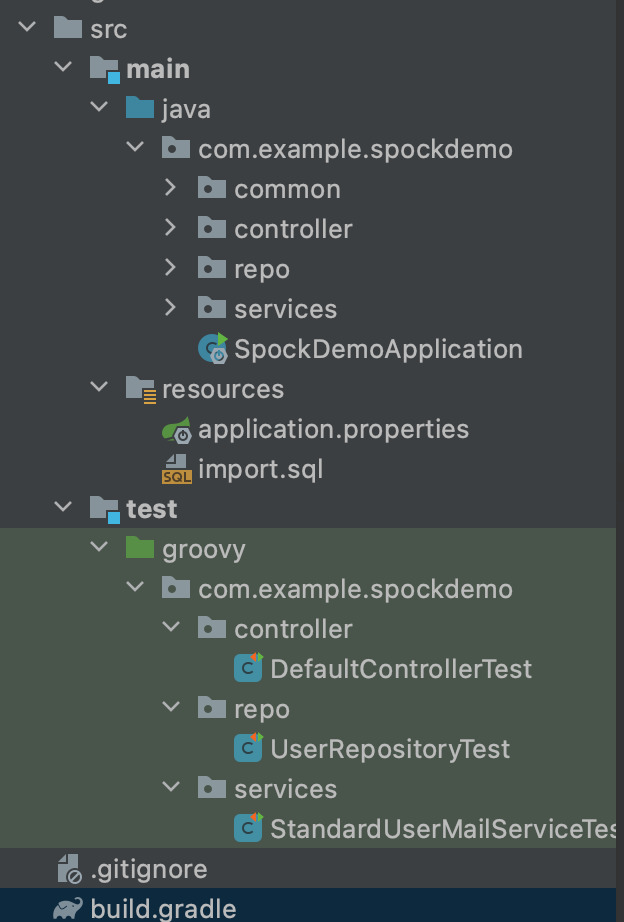 src
main
java
com.example.spockdemo
common
controller
repo
services
SpockDemoApplication
resources
application.properties
SQL import.sql
test
groovy
com.example.spockdemo
controller
DefaultControllerTest
repo
UserRepositoryTest
services
StandardUserMailServiceTes
.gitignore
build.gradle